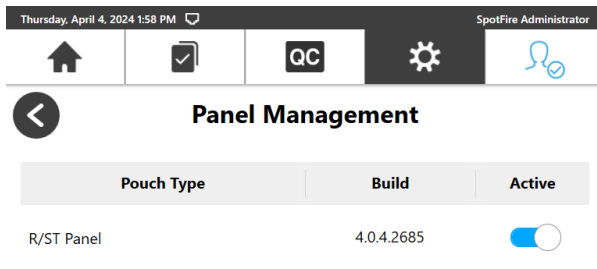 Thursday, April 4, 2024 1:58 PM SpotFire Administrator
QC
Panel Management
Pouch Type Build Active
R/ST Panel 4.0.4.2685